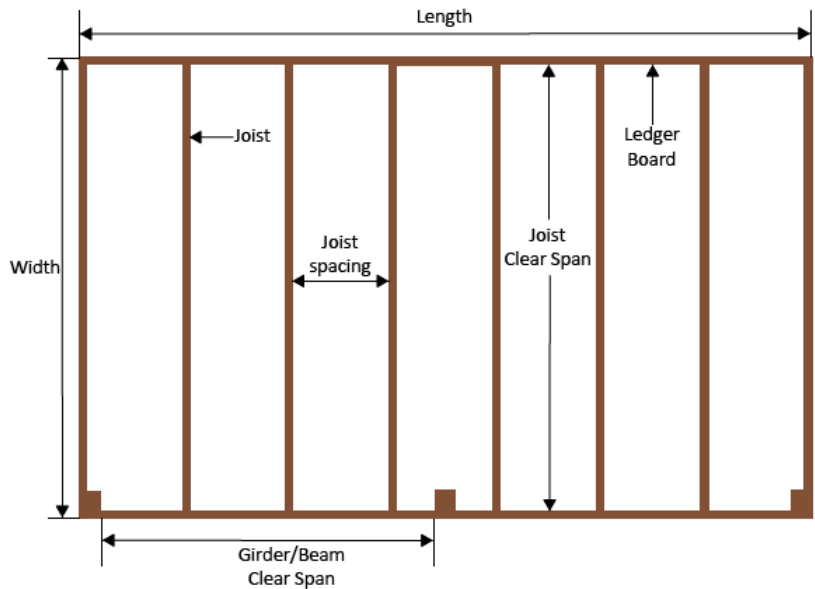 Length
Joist
Ledger
Board
Joist
spacing
Joist
Clear Span
Width
Girder/Beam
Clear Span